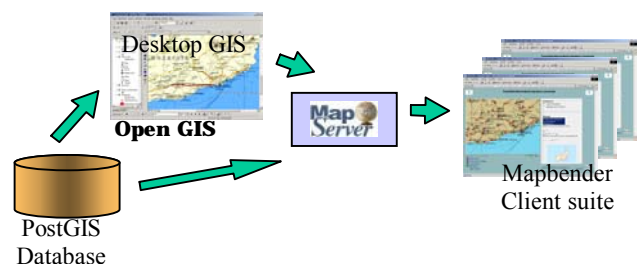 Desktop GIS
Open GIS
Map
Server
PostGIS
Database
Mapbender
Client suite